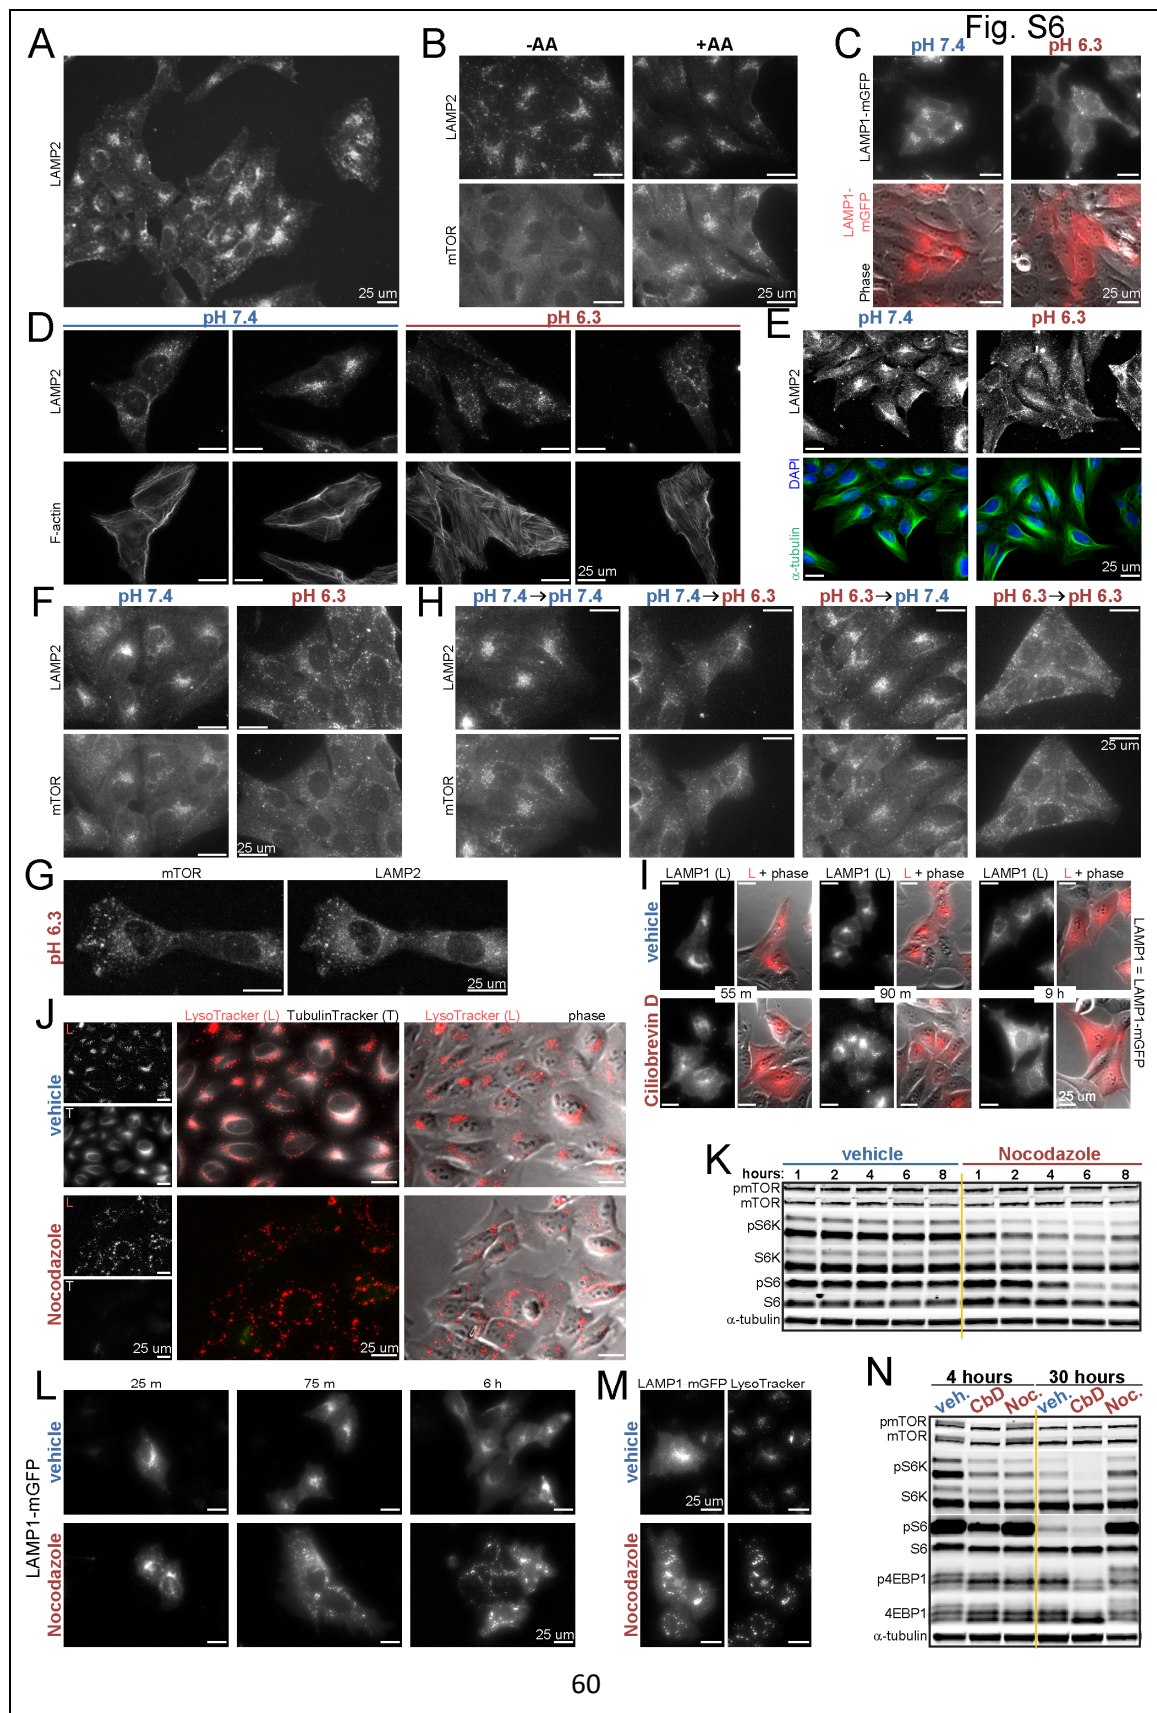 Fig. S6
A
LAMP2
25 um
B
-AA
+AA
LAMP2
mTOR
25 um
C
pH 7.4
pH 6.3
LAMP1-mGFP
LAMP1-
mGFP
Phase
25 um
D
pH 7.4
pH 6.3
LAMP2
F-actin
25 um
E
pH 7.4
pH 6.3
LAMP2
DAPI
α-tubulin
25 um
F
pH 7.4
pH 6.3
LAMP2
mTOR
25 um
H
pH 7.4→pH 7.4
pH 7.4→pH 6.3
pH 6.3→pH 7.4
pH 6.3→pH 6.3
LAMP2
mTOR
25 um
G
mTOR
LAMP2
pH 6.3
25 um
I
LAMP1 (L)
L + phase
LAMP1 (L)
L + phase
LAMP1 (L)
L + phase
vehicle
55 m
90 m
9 h
Ciliobrevin D
25 um
LAMP1 = LAMP1-mGFP
J
LysoTracker (L)
TubulinTracker (T)
LysoTracker (L)
phase
L
T
vehicle
L
T
Nocodazole
25 um
25 um
K
vehicle
Nocodazole
hours: 1 2 4 6 8 1 2 4 6 8
pmTOR
mTOR
pS6K
S6K
pS6
S6
α-tubulin
L
25 m
75 m
6 h
LAMP1-mGFP
vehicle
Nocodazole
25 um
M
LAMP1 mGFP
LysoTracker
vehicle
25 um
Nocodazole
N
4 hours
30 hours
veh. CbD Noc. veh. CbD Noc.
pmTOR
mTOR
pS6K
S6K
pS6
S6
p4EBP1
4EBP1
α-tubulin
60